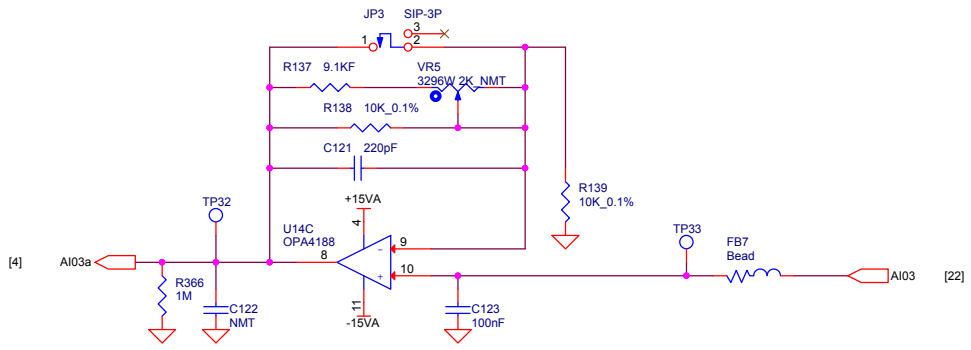 JP3 SIP-3P
3
1 2
R137 9.1KF VR5
3296W 2K_NMT
R138 10K_0.1%
C121 220pF
R139
10K_0.1%
+15VA
TP32
U14C
OPA4188
4
TP33
8
9
FB7
Bead
[4] AI03a
10
AI03 [22]
R366
1M
11
C122
NMT
C123
100nF
-15VA